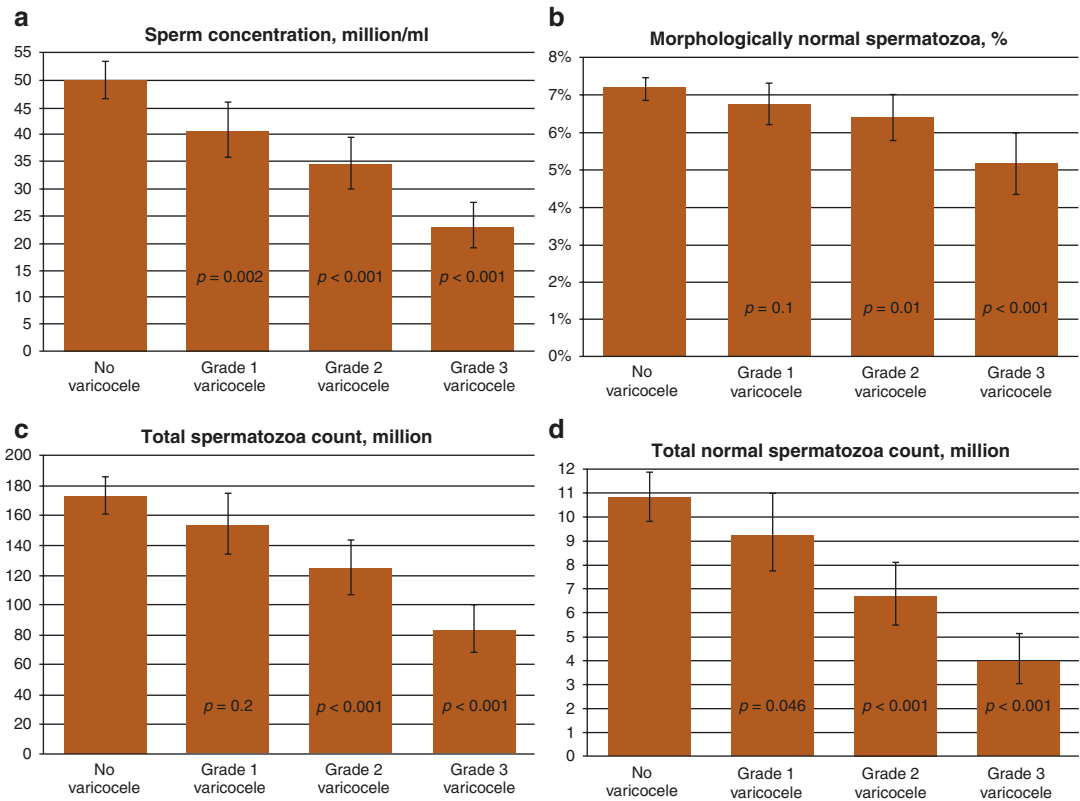 a
Sperm concentration, million/ml
55
50
45
40
35
30
25
20
15
10
5
0
p = 0.002
p < 0.001
p < 0.001
No varicocele
Grade 1 varicocele
Grade 2 varicocele
Grade 3 varicocele
b
Morphologically normal spermatozoa, %
8%
7%
6%
5%
4%
3%
2%
1%
0%
p = 0.1
p = 0.01
p < 0.001
No varicocele
Grade 1 varicocele
Grade 2 varicocele
Grade 3 varicocele
c
Total spermatozoa count, million
200
180
160
140
120
100
80
60
40
20
0
p = 0.2
p < 0.001
p < 0.001
No varicocele
Grade 1 varicocele
Grade 2 varicocele
Grade 3 varicocele
d
Total normal spermatozoa count, million
12
11
10
9
8
7
6
5
4
3
2
1
0
p = 0.046
p < 0.001
p < 0.001
No varicocele
Grade 1 varicocele
Grade 2 varicocele
Grade 3 varicocele